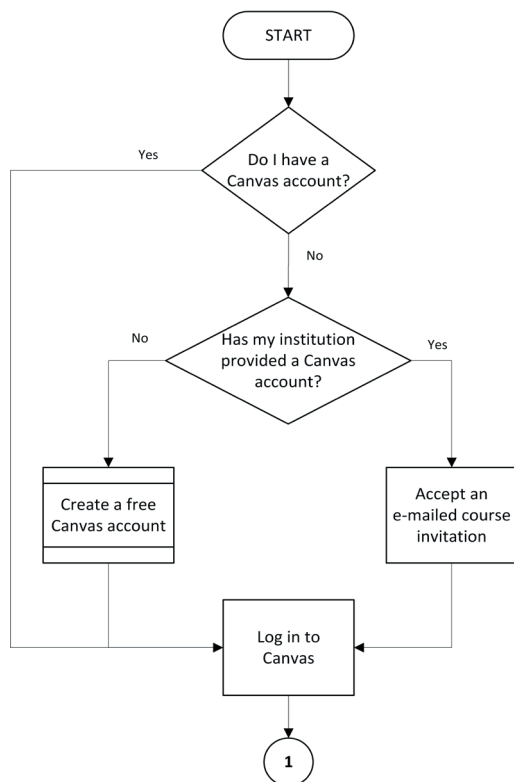 START
Yes
Do I have a
Canvas account?
No
No
Has my institution
provided a Canvas
account?
Yes
Create a free
Canvas account
Accept an
e-mailed course
invitation
Log in to
Canvas
1